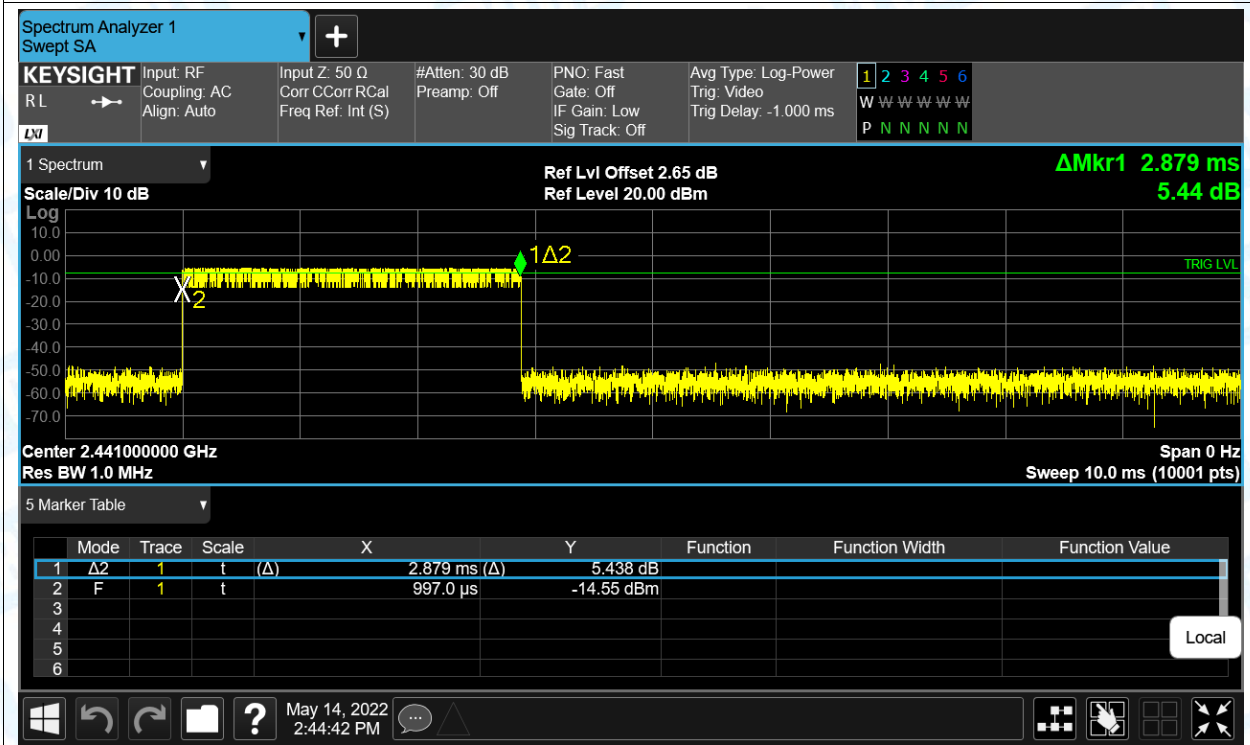 Spectrum Analyzer 1
Swept SA
KEYSIGHT
R L
LXI
Input: RF
Coupling: AC
Align: Auto
Input Z: 50 Ω
Corr CCorr RCal
Freq Ref: Int (S)
#Atten: 30 dB
Preamp: Off
PNO: Fast
Gate: Off
IF Gain: Low
Sig Track: Off
Avg Type: Log-Power
Trig: Video
Trig Delay: -1.000 ms
1 2 3 4 5 6
W W W W W W
P N N N N N
1 Spectrum
Scale/Div 10 dB
Ref Lvl Offset 2.65 dB
Ref Level 20.00 dBm
ΔMkr1 2.879 ms
5.44 dB
Log
10.0
0.00
-10.0
-20.0
-30.0
-40.0
-50.0
-60.0
-70.0
1Δ2
2
TRIG LVL
Center 2.441000000 GHz
Res BW 1.0 MHz
Span 0 Hz
Sweep 10.0 ms (10001 pts)
5 Marker Table
Mode Trace Scale X Y Function Function Width Function Value
1 Δ2 1 t (Δ) 2.879 ms (Δ) 5.438 dB
2 F 1 t 997.0 µs -14.55 dBm
3
4
5
6
Local
?
May 14, 2022
2:44:42 PM